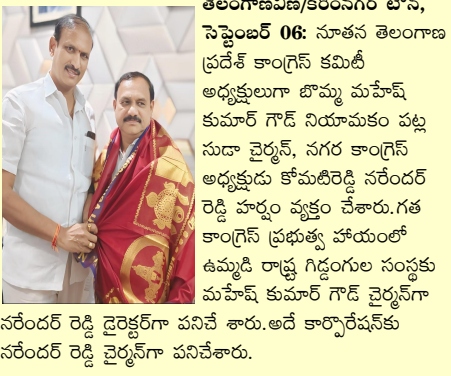 తెలంగాణవీణ/కరీంనగర్ టౌన్,
సెప్టెంబర్ 06: నూతన తెలంగాణ
ప్రదేశ్ కాంగ్రెస్ కమిటీ
అధ్యక్షులుగా బొమ్మ మహేష్
కుమార్ గౌడ్ నియామకం పట్ల
సుడా చైర్మన్, నగర కాంగ్రెస్
అధ్యక్షుడు కోమటిరెడ్డి నరేందర్
రెడ్డి హర్షం వ్యక్తం చేశారు.గత
కాంగ్రెస్ ప్రభుత్వ హాయంలో
ఉమ్మడి రాష్ట్ర గిడ్డంగుల సంస్థకు
మహేష్ కుమార్ గౌడ్ చైర్మన్‌గా
నరేందర్ రెడ్డి డైరెక్టర్‌గా పనిచే శారు.అదే కార్పొరేషన్‌కు
నరేందర్ రెడ్డి చైర్మన్‌గా పనిచేశారు.